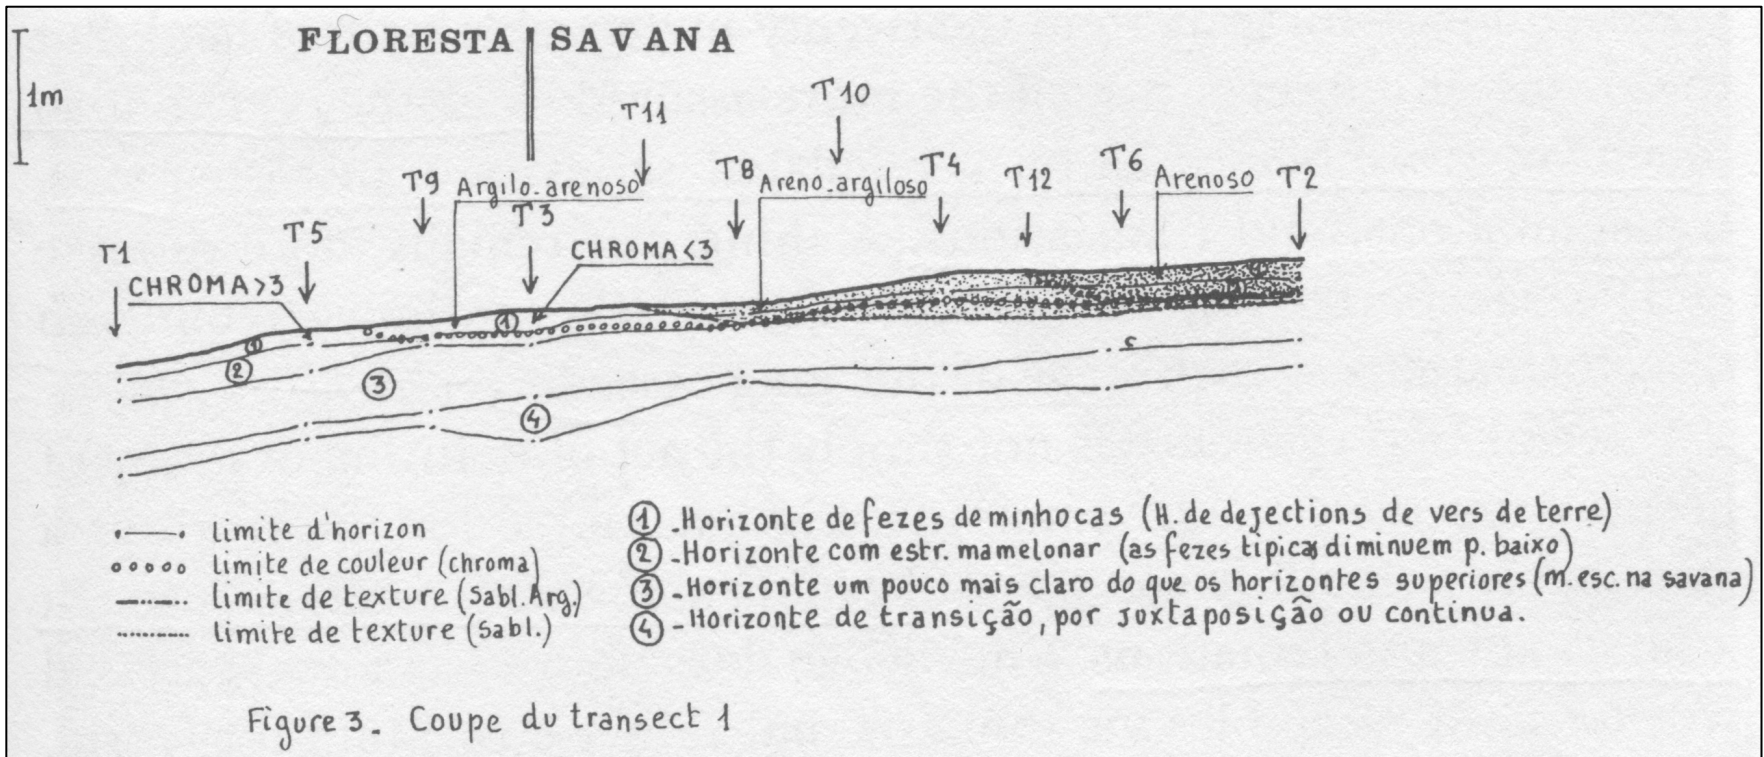 FLORESTA SAVANA
1m
T11
T10
T9
Argilo-arenoso
T8
Areno-argiloso
T4
T12
T6
Arenoso
T2
T5
T3
T1
CHROMA>3
CHROMA<3
1
1
2
3
4
limite d'horizon
limite de couleur (chroma)
limite de texture (Sabl. Arg.)
limite de texture (Sabl.)
1 - Horizonte de fezes de minhocas (H. de dejections de vers de terre)
2 - Horizonte com estr. mamelonar (as fezes tipicas diminuem p. baixo)
3 - Horizonte um pouco mais claro do que os horizontes superiores (m. esc. na savana)
4 - Horizonte de transição, por juxtaposição ou continua.
Figure 3. Coupe du transect 1